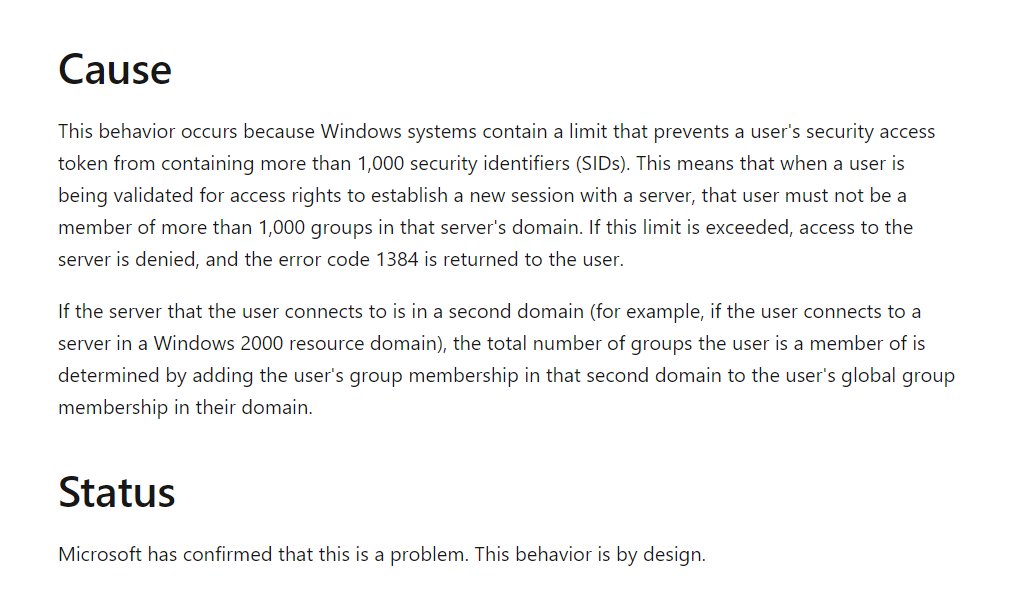 Cause
This behavior occurs because Windows systems contain a limit that prevents a user's security access
token from containing more than 1,000 security identifiers (SIDs). This means that when a user is
being validated for access rights to establish a new session with a server, that user must not be a
member of more than 1,000 groups in that server's domain. If this limit is exceeded, access to the
server is denied, and the error code 1384 is returned to the user.
If the server that the user connects to is in a second domain (for example, if the user connects to a
server in a Windows 2000 resource domain), the total number of groups the user is a member of is
determined by adding the user's group membership in that second domain to the user's global group
membership in their domain.
Status
Microsoft has confirmed that this is a problem. This behavior is by design.